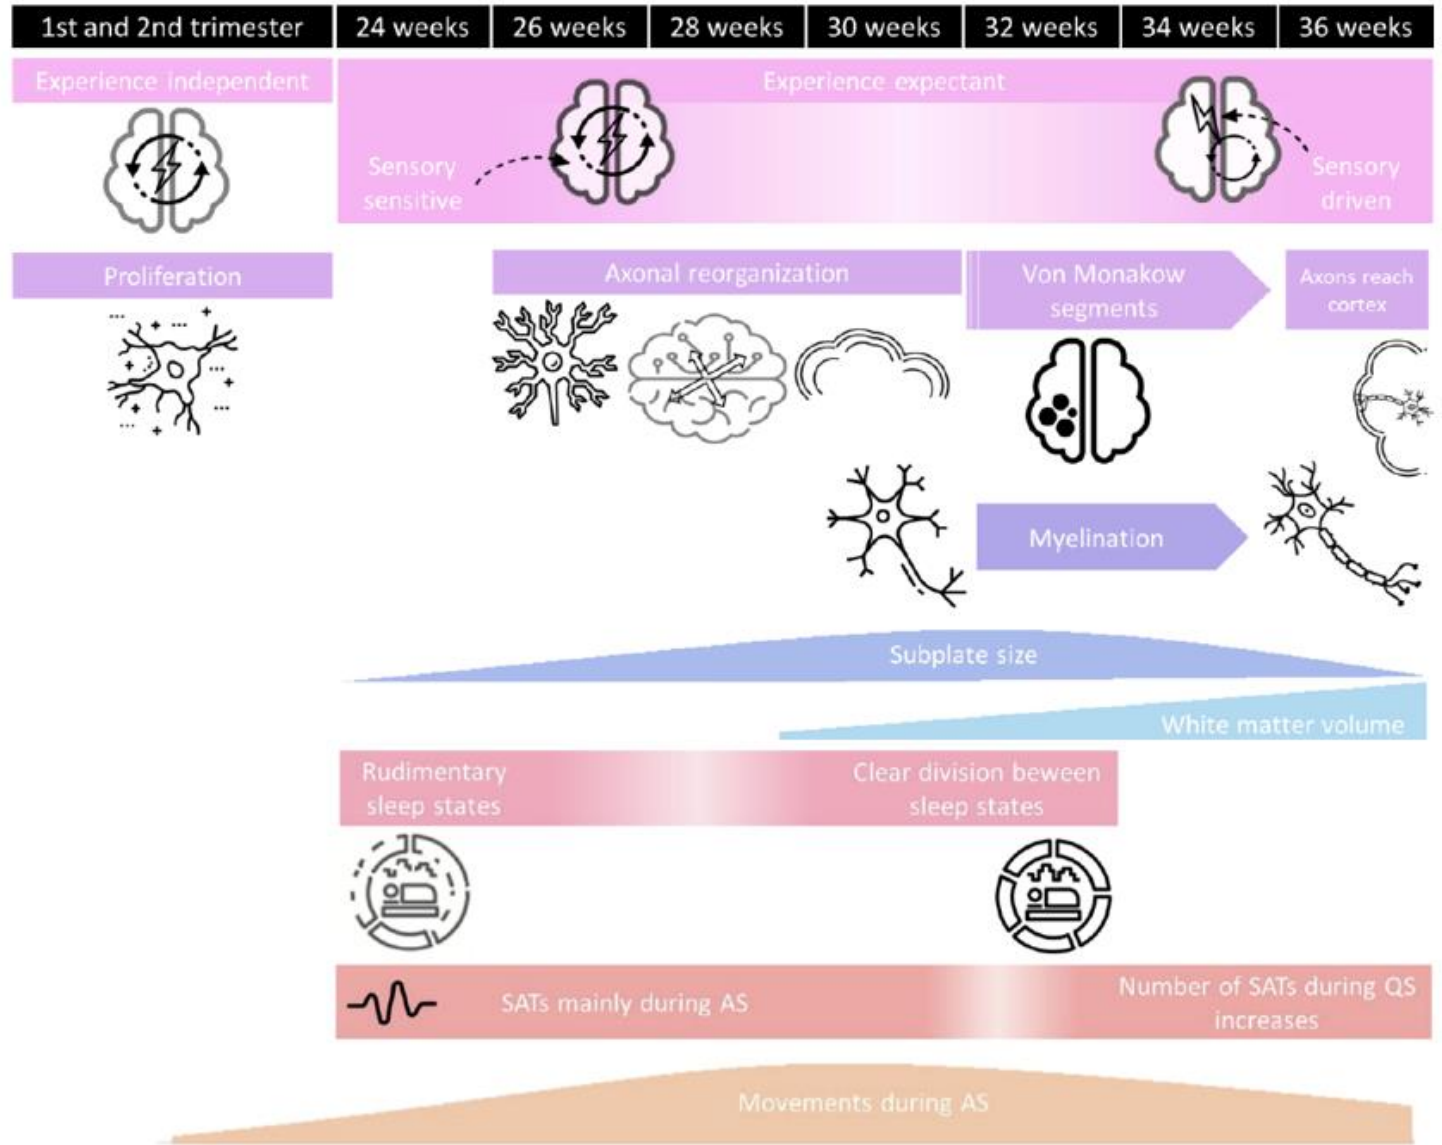 1st and 2nd trimester
24 weeks
26 weeks
28 weeks
30 weeks
32 weeks
34 weeks
36 weeks
Experience independent
Experience expectant
Sensory
sensitive
Sensory
driven
Proliferation
Axonal reorganization
Von Monakow
segments
Axons reach
cortex
Myelination
Subplate size
White matter volume
Rudimentary
sleep states
Clear division beween
sleep states
SATs mainly during AS
Number of SATs during QS
increases
Movements during AS